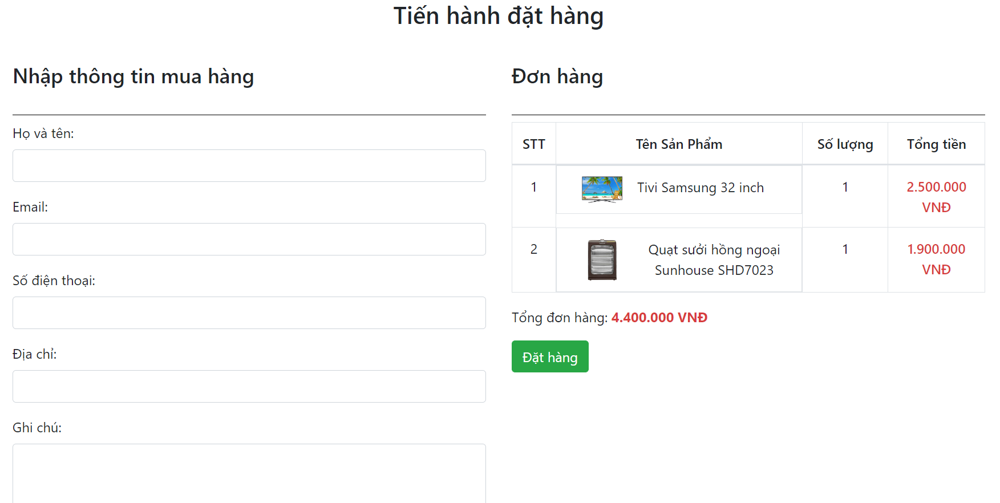 Tiến hành đặt hàng
Nhập thông tin mua hàng
Họ và tên:
Email:
Số điện thoại:
Địa chỉ:
Ghi chú:
Đơn hàng
STT Tên Sản Phẩm Số lượng Tổng tiền
1 Tivi Samsung 32 inch 1 2.500.000
VNĐ
2 Quạt sưởi hồng ngoại 1 1.900.000
Sunhouse SHD7023 VNĐ
Tổng đơn hàng: 4.400.000 VNĐ
Đặt hàng